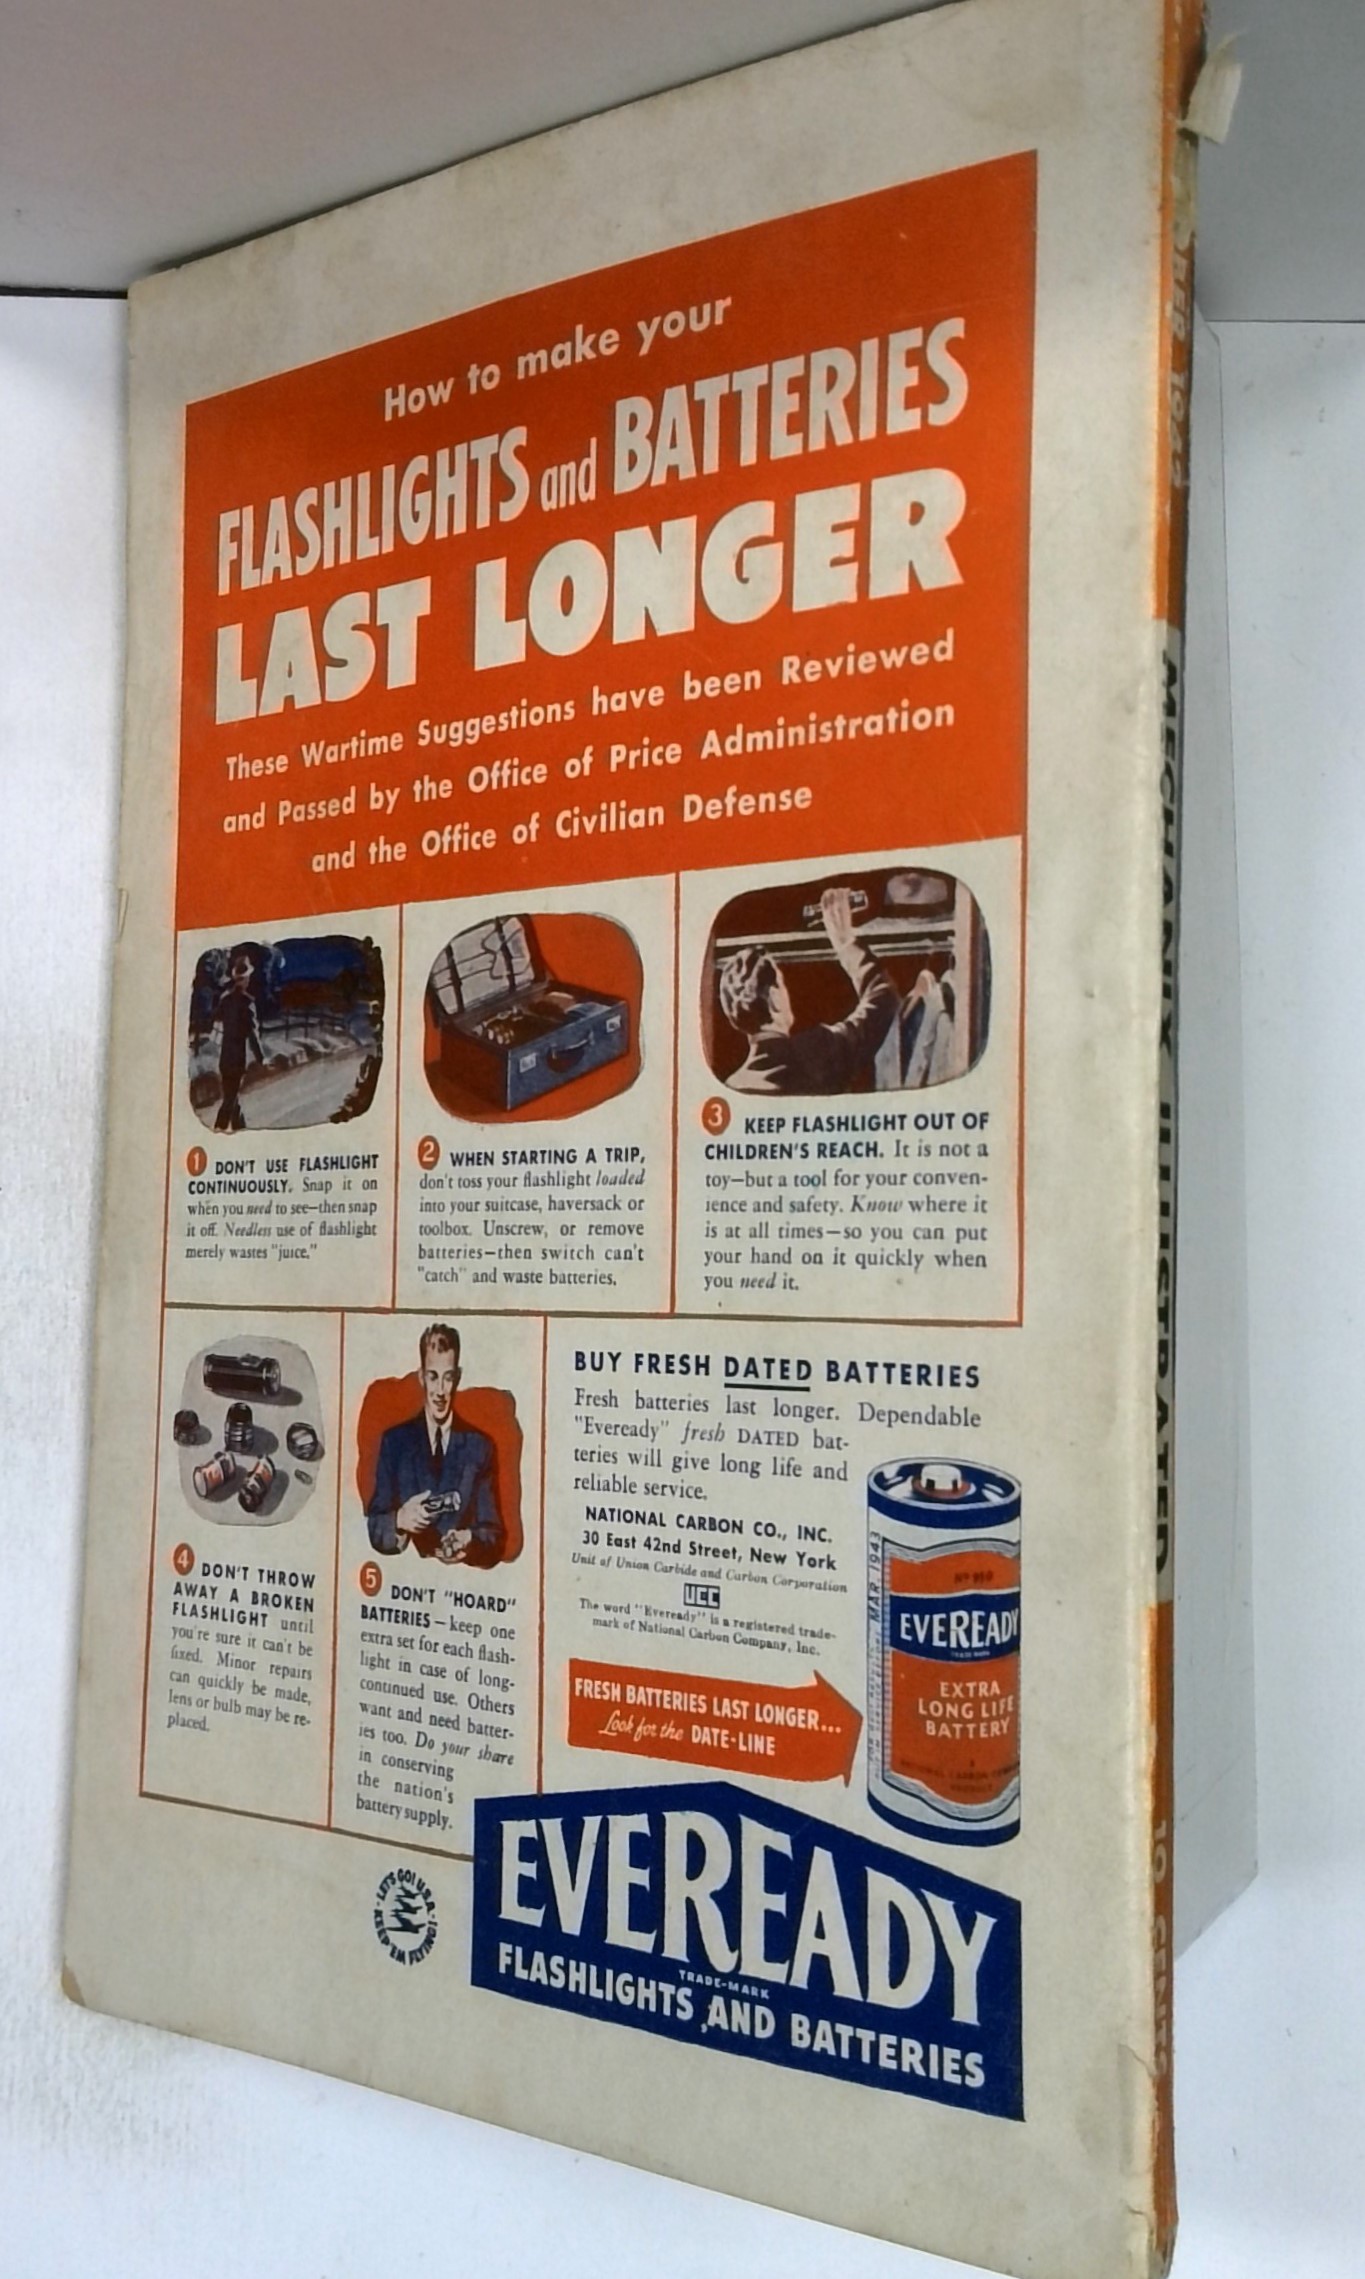 How to make your
FLASHLIGHTS and BATTERIES
LAST LONGER
These Wartime Suggestions have been Reviewed
and Passed by the Office of Price Administration
and the Office of Civilian Defense
1 DON'T USE FLASHLIGHT
CONTINUOUSLY. Snap it on
when you need to see—then snap
it off. Needless use of flashlight
merely wastes "juice."
2 WHEN STARTING A TRIP,
don't toss your flashlight loaded
into your suitcase, haversack or
toolbox. Unscrew, or remove
batteries—then switch can't
"catch" and waste batteries.
3 KEEP FLASHLIGHT OUT OF
CHILDREN'S REACH. It is not a
toy—but a tool for your conven-
ience and safety. Know where it
is at all times—so you can put
your hand on it quickly when
you need it.
4 DON'T THROW
AWAY A BROKEN
FLASHLIGHT until
you're sure it can't be
fixed. Minor repairs
can quickly be made,
lens or bulb may be re-
placed.
5 DON'T "HOARD"
BATTERIES—keep one
extra set for each flash-
light in case of long-
continued use. Others
want and need batter-
ies too. Do your share
in conserving
the nation's
battery supply.
BUY FRESH DATED BATTERIES
Fresh batteries last longer. Dependable
"Eveready" fresh DATED bat-
teries will give long life and
reliable service.
NATIONAL CARBON CO., INC.
30 East 42nd Street, New York
Unit of Union Carbide and Carbon Corporation
UCC
The word "Eveready" is a registered trade-
mark of National Carbon Company, Inc.
FRESH BATTERIES LAST LONGER...
Look for the DATE-LINE
MAR. 1943
Nº 950
EVEREADY
TRADE-MARK
EXTRA
LONG LIFE
BATTERY
LET'S GO! U.S.A.
KEEP 'EM FLYING!
EVEREADY
TRADE-MARK
FLASHLIGHTS AND BATTERIES
MECHANIX ILLUSTRATED
10 CENTS